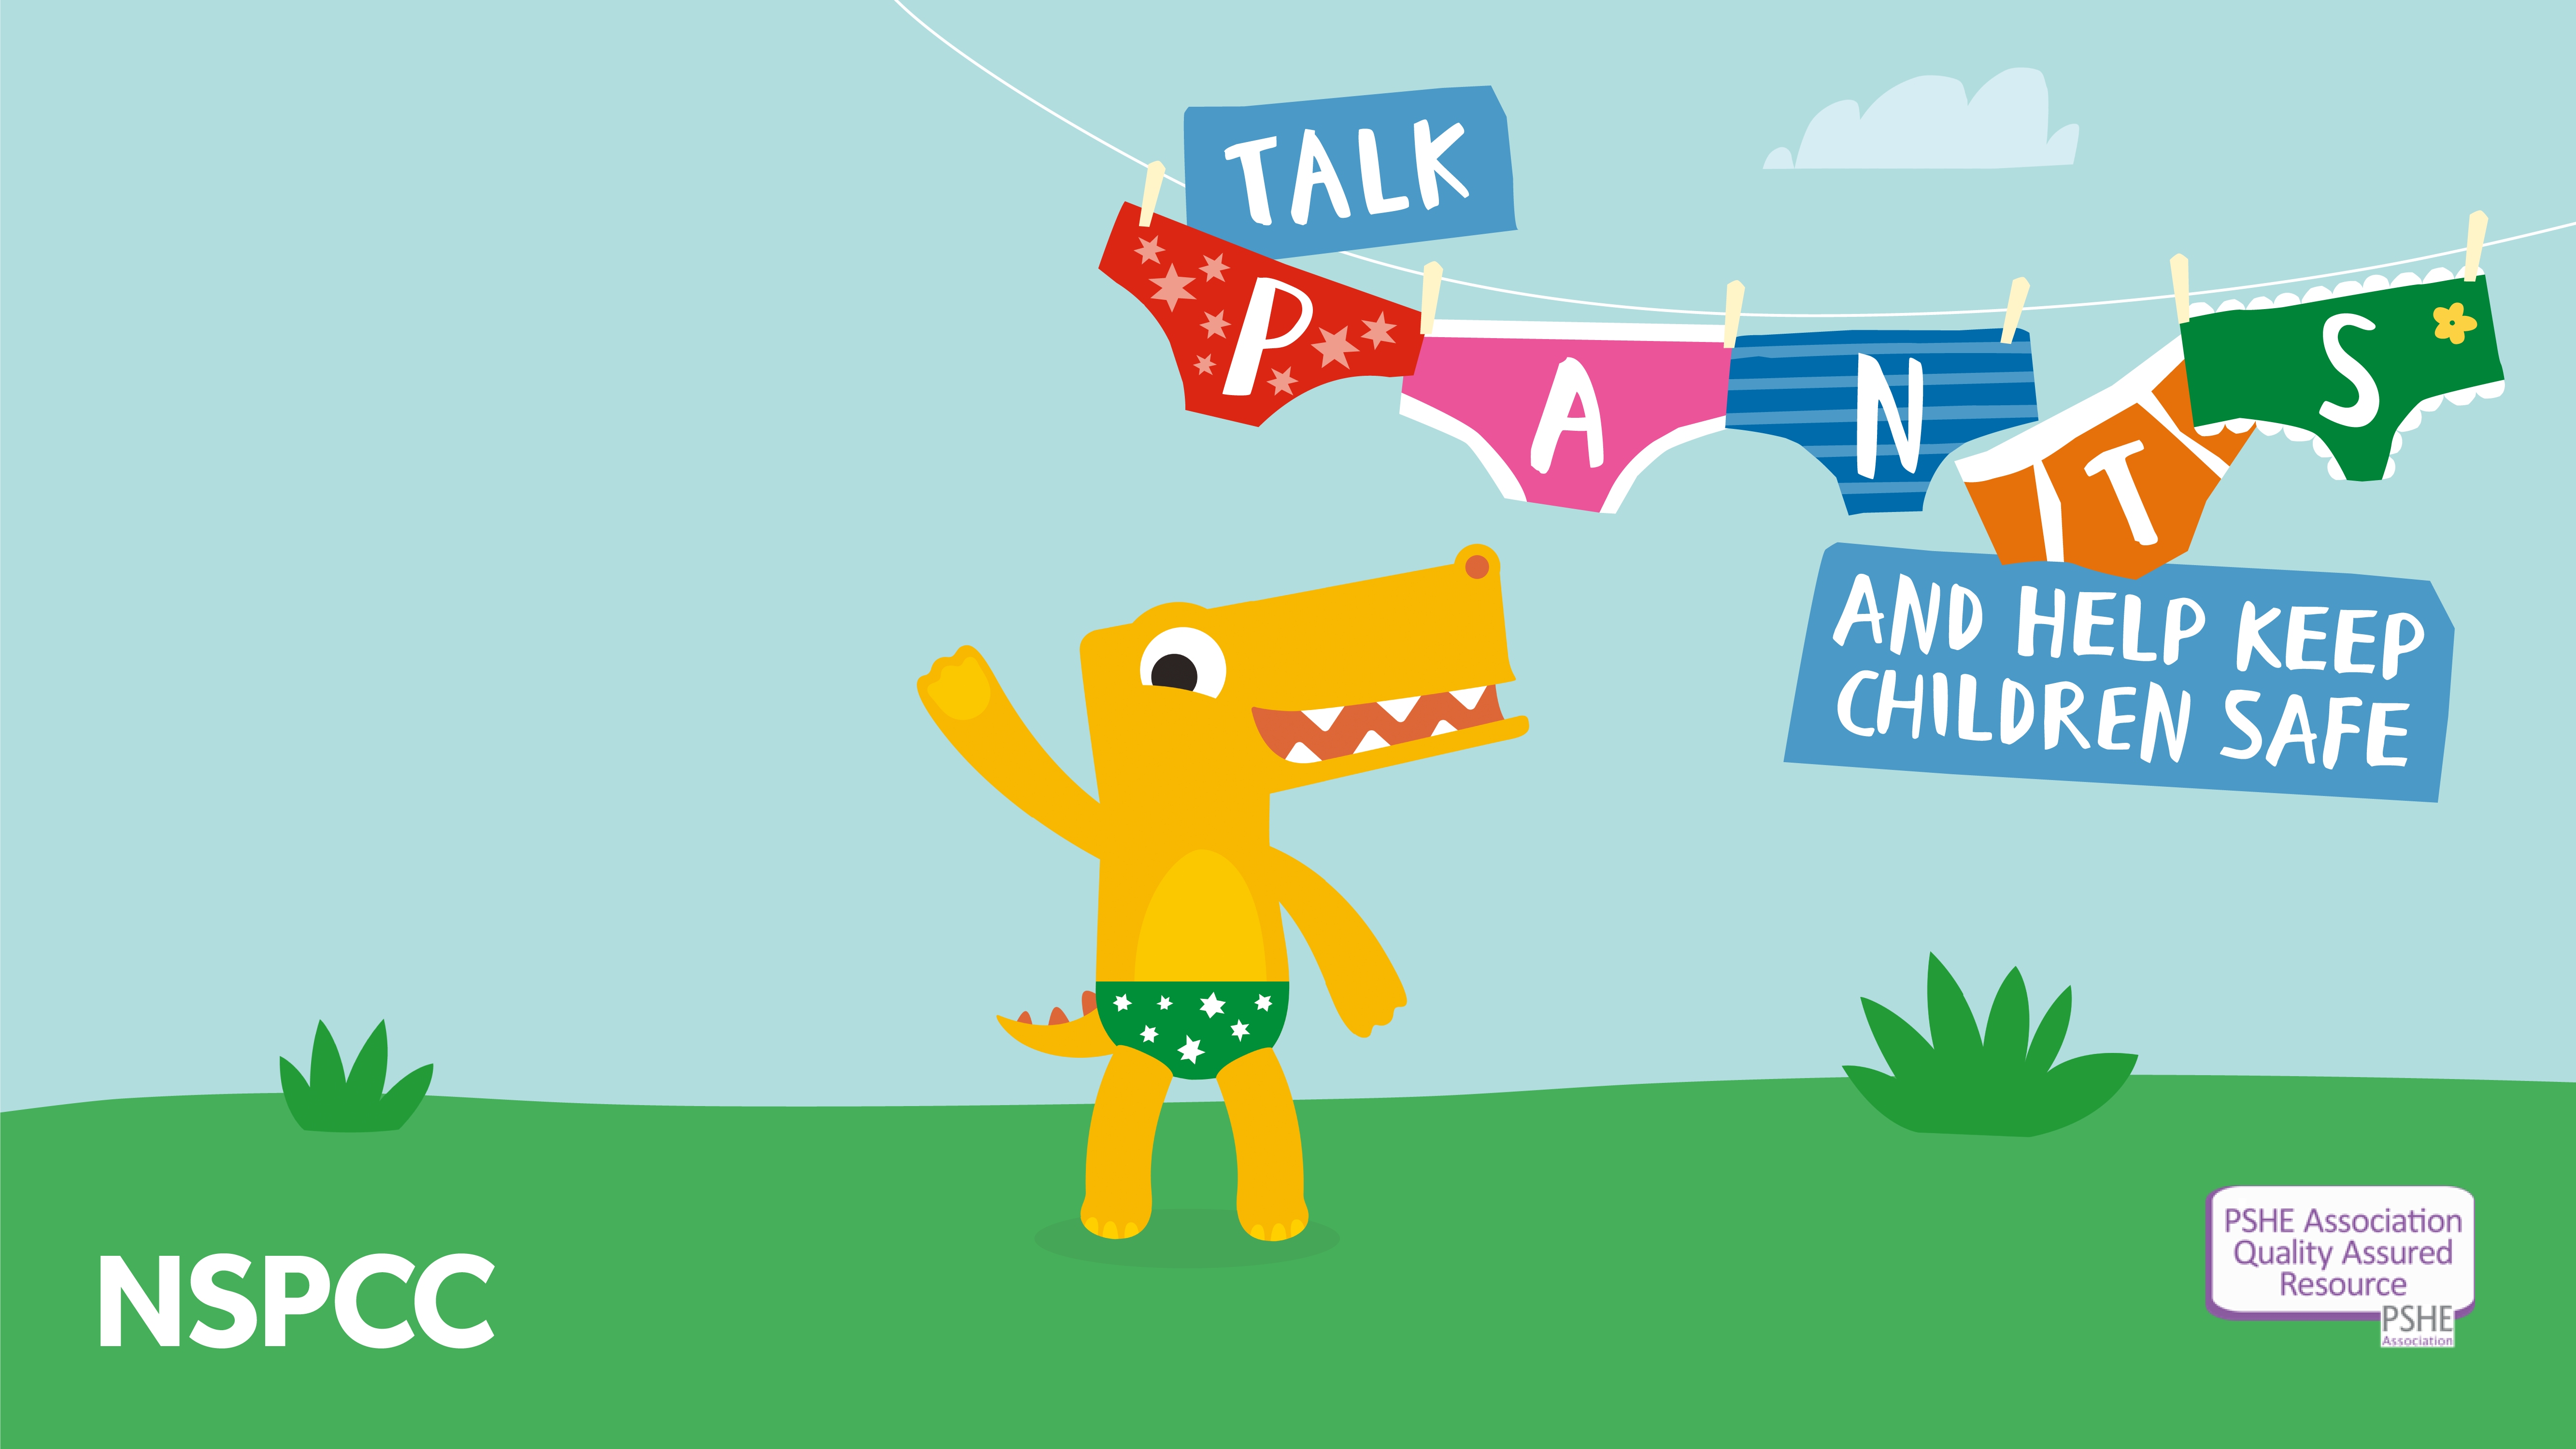 TALK
PANTS
AND HELP KEEP
CHILDREN SAFE
NSPCC
PSHE Association
Quality Assured
Resource
PSHE
Association